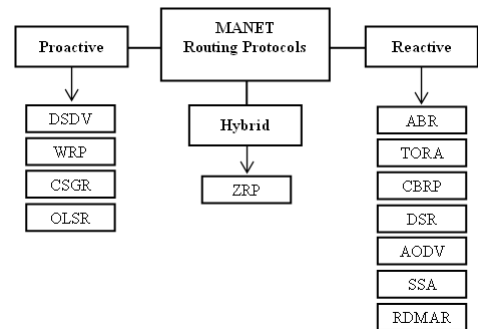 MANET
Routing Protocols
Proactive
Reactive
Hybrid
DSDV
WRP
CSGR
OLSR
ZRP
ABR
TORA
CBRP
DSR
AODV
SSA
RDMAR